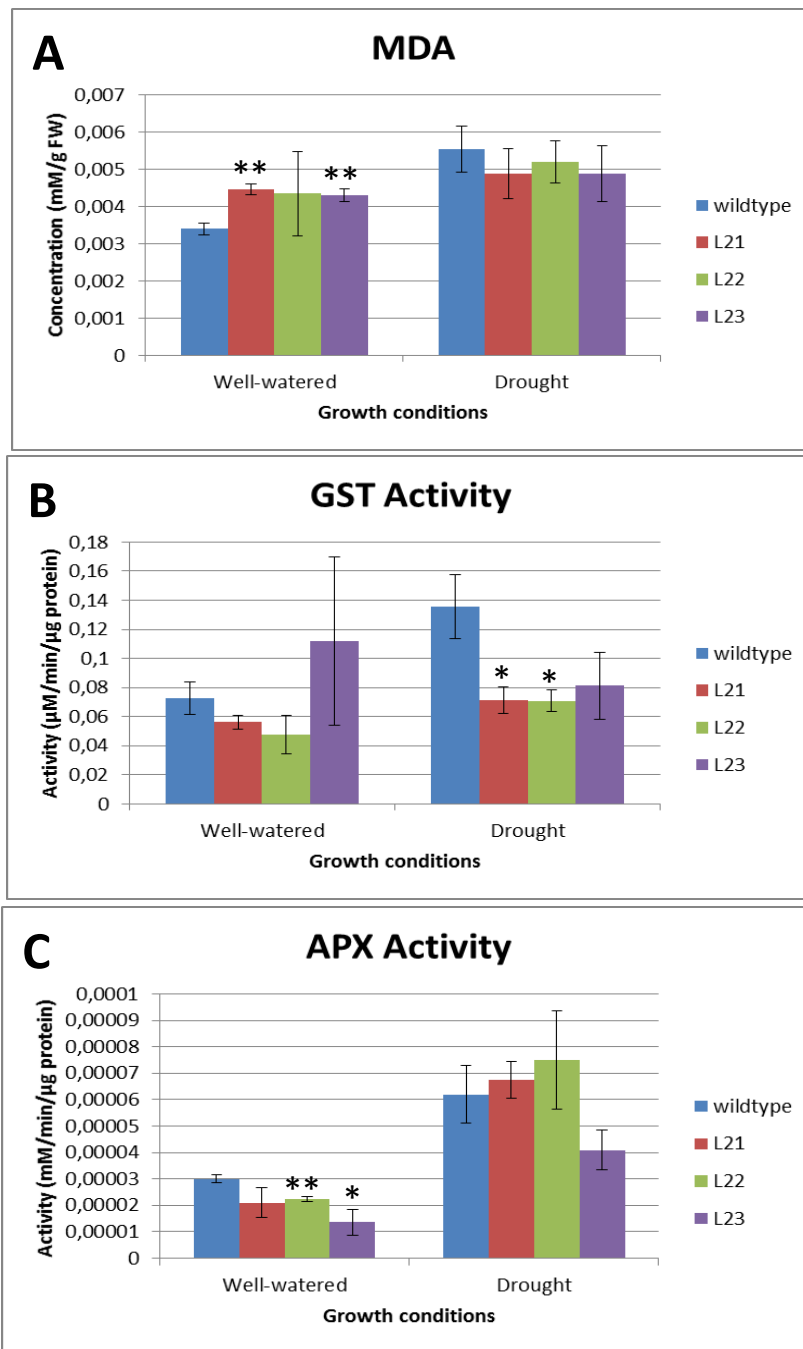 A
MDA
Concentration (mM/g FW)
0,007
0,006
0,005
0,004
0,003
0,002
0,001
0
** **
Well-watered Drought
Growth conditions
wildtype
L21
L22
L23
B
GST Activity
Activity (µM/min/µg protein)
0,18
0,16
0,14
0,12
0,1
0,08
0,06
0,04
0,02
0
* *
Well-watered Drought
Growth conditions
wildtype
L21
L22
L23
C
APX Activity
Activity (mM/min/µg protein)
0,0001
0,00009
0,00008
0,00007
0,00006
0,00005
0,00004
0,00003
0,00002
0,00001
0
** *
Well-watered Drought
Growth conditions
wildtype
L21
L22
L23